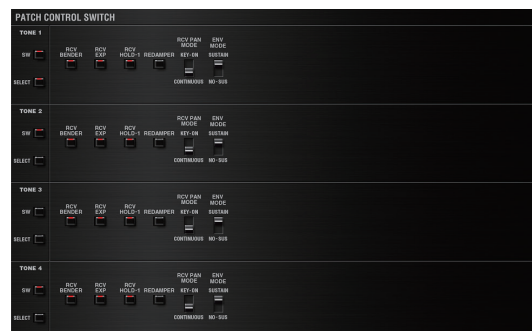 PATCH CONTROL SWITCH
TONE 1
RCV PAN MODE ENV MODE
SW RCV BENDER RCV EXP RCV HOLD-1 REDAMPER KEY-ON SUSTAIN
SELECT CONTINUOUS NO-SUS
TONE 2
RCV PAN MODE ENV MODE
SW RCV BENDER RCV EXP RCV HOLD-1 REDAMPER KEY-ON SUSTAIN
SELECT CONTINUOUS NO-SUS
TONE 3
RCV PAN MODE ENV MODE
SW RCV BENDER RCV EXP RCV HOLD-1 REDAMPER KEY-ON SUSTAIN
SELECT CONTINUOUS NO-SUS
TONE 4
RCV PAN MODE ENV MODE
SW RCV BENDER RCV EXP RCV HOLD-1 REDAMPER KEY-ON SUSTAIN
SELECT CONTINUOUS NO-SUS